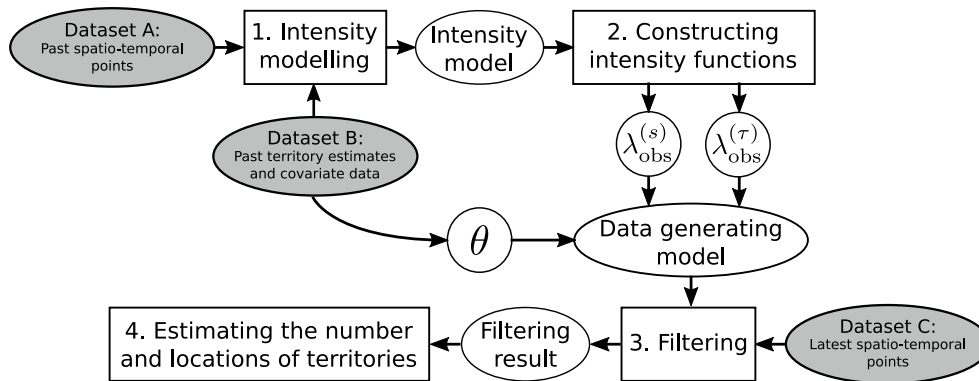 Dataset A:
Past spatio-temporal
points
1. Intensity
modelling
Intensity
model
2. Constructing
intensity functions
Dataset B:
Past territory estimates
and covariate data
λ_obs^(s)
λ_obs^(τ)
θ
Data generating
model
4. Estimating the number
and locations of territories
Filtering
result
3. Filtering
Dataset C:
Latest spatio-temporal
points